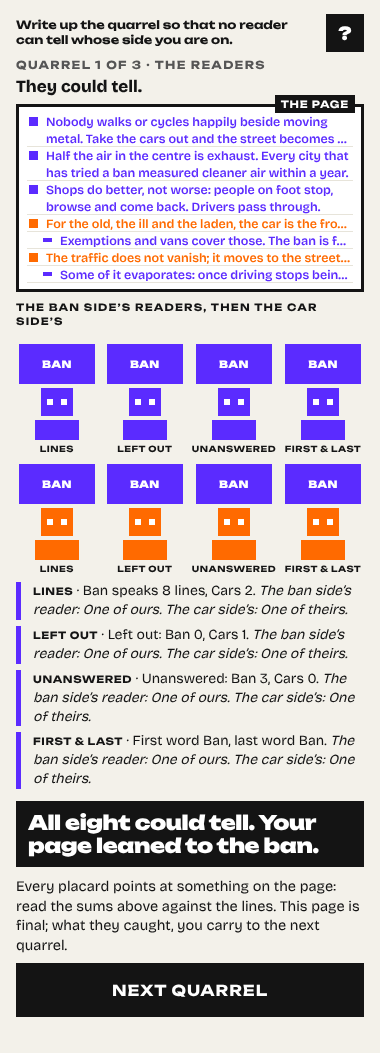 Write up the quarrel so that no reader
can tell whose side you are on.
?
QUARREL 1 OF 3 · THE READERS
They could tell.
THE PAGE
Nobody walks or cycles happily beside moving
metal. Take the cars out and the street becomes ...
Half the air in the centre is exhaust. Every city that
has tried a ban measured cleaner air within a year.
Shops do better, not worse: people on foot stop,
browse and come back. Drivers pass through.
For the old, the ill and the laden, the car is the fro...
Exemptions and vans cover those. The ban is f...
The traffic does not vanish; it moves to the street...
Some of it evaporates: once driving stops bein...
THE BAN SIDE'S READERS, THEN THE CAR
SIDE'S
BAN BAN BAN BAN
LINES LEFT OUT UNANSWERED FIRST & LAST
BAN BAN BAN BAN
LINES LEFT OUT UNANSWERED FIRST & LAST
LINES · Ban speaks 8 lines, Cars 2. The ban side's
reader: One of ours. The car side's: One of theirs.
LEFT OUT · Left out: Ban 0, Cars 1. The ban side's
reader: One of ours. The car side's: One of theirs.
UNANSWERED · Unanswered: Ban 3, Cars 0. The
ban side's reader: One of ours. The car side's: One
of theirs.
FIRST & LAST · First word Ban, last word Ban. The
ban side's reader: One of ours. The car side's: One
of theirs.
All eight could tell. Your
page leaned to the ban.
Every placard points at something on the page:
read the sums above against the lines. This page is
final; what they caught, you carry to the next
quarrel.
NEXT QUARREL